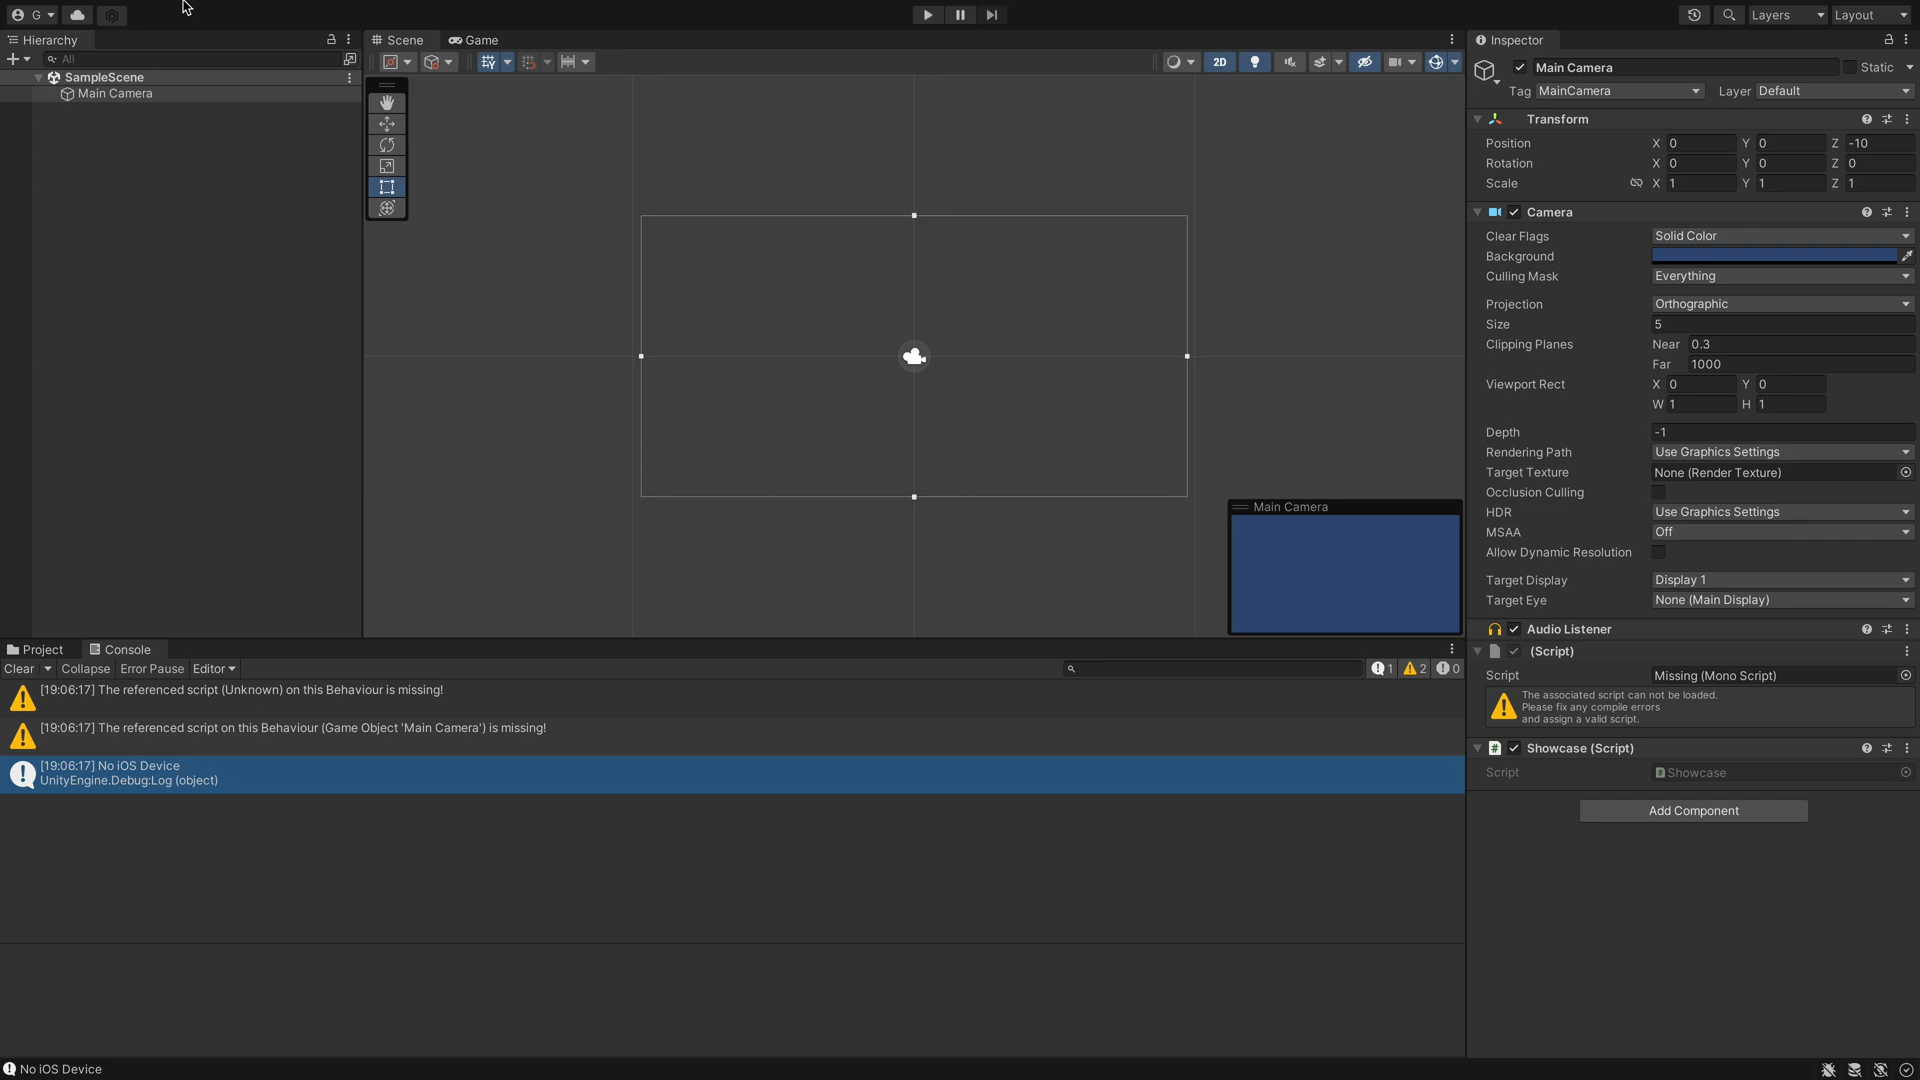 G
Layers
Layout
Hierarchy
All
SampleScene
Main Camera
Scene
Game
2D
Main Camera
Inspector
Main Camera
Static
Tag MainCamera Layer Default
Transform
Position X 0 Y 0 Z -10
Rotation X 0 Y 0 Z 0
Scale X 1 Y 1 Z 1
Camera
Clear Flags Solid Color
Background
Culling Mask Everything
Projection Orthographic
Size 5
Clipping Planes Near 0.3
Far 1000
Viewport Rect X 0 Y 0
W 1 H 1
Depth -1
Rendering Path Use Graphics Settings
Target Texture None (Render Texture)
Occlusion Culling
HDR Use Graphics Settings
MSAA Off
Allow Dynamic Resolution
Target Display Display 1
Target Eye None (Main Display)
Audio Listener
(Script)
Script Missing (Mono Script)
The associated script can not be loaded.
Please fix any compile errors
and assign a valid script.
Showcase (Script)
Script Showcase
Add Component
Project
Console
Clear Collapse Error Pause Editor
1 2 0
[19:06:17] The referenced script (Unknown) on this Behaviour is missing!
[19:06:17] The referenced script on this Behaviour (Game Object 'Main Camera') is missing!
[19:06:17] No iOS Device
UnityEngine.Debug:Log (object)
No iOS Device